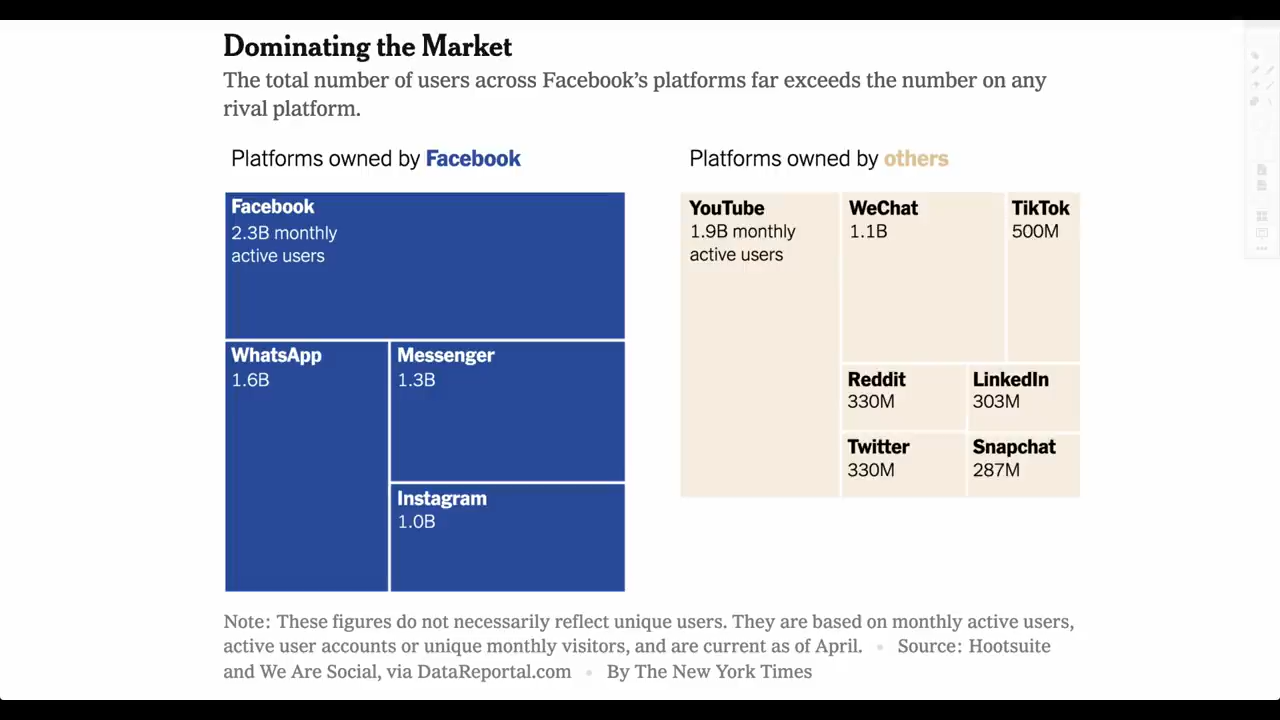 Dominating the Market
The total number of users across Facebook’s platforms far exceeds the number on any
rival platform.
Platforms owned by Facebook
Facebook
2.3B monthly
active users
WhatsApp
1.6B
Messenger
1.3B
Instagram
1.0B
Platforms owned by others
YouTube
1.9B monthly
active users
WeChat
1.1B
TikTok
500M
Reddit
330M
LinkedIn
303M
Twitter
330M
Snapchat
287M
Note: These figures do not necessarily reflect unique users. They are based on monthly active users,
active user accounts or unique monthly visitors, and are current as of April. • Source: Hootsuite
and We Are Social, via DataReportal.com • By The New York Times